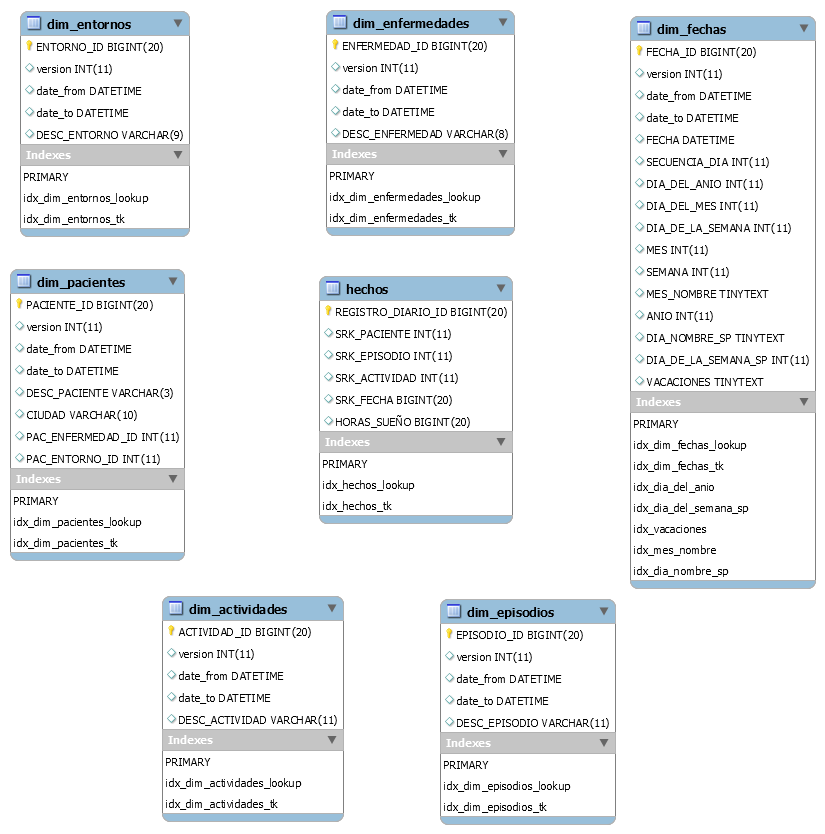 dim_entornos
ENTORNO_ID BIGINT(20)
version INT(11)
date_from DATETIME
date_to DATETIME
DESC_ENTORNO VARCHAR(9)
Indexes
PRIMARY
idx_dim_entornos_lookup
idx_dim_entornos_tk
dim_enfermedades
ENFERMEDAD_ID BIGINT(20)
version INT(11)
date_from DATETIME
date_to DATETIME
DESC_ENFERMEDAD VARCHAR(8)
Indexes
PRIMARY
idx_dim_enfermedades_lookup
idx_dim_enfermedades_tk
dim_fechas
FECHA_ID BIGINT(20)
version INT(11)
date_from DATETIME
date_to DATETIME
FECHA DATETIME
SECUENCIA_DIA INT(11)
DIA_DEL_ANIO INT(11)
DIA_DEL_MES INT(11)
DIA_DE_LA_SEMANA INT(11)
MES INT(11)
SEMANA INT(11)
MES_NOMBRE TINYTEXT
ANIO INT(11)
DIA_NOMBRE_SP TINYTEXT
DIA_DE_LA_SEMANA_SP INT(11)
VACACIONES TINYTEXT
Indexes
PRIMARY
idx_dim_fechas_lookup
idx_dim_fechas_tk
idx_dia_del_anio
idx_dia_del_semana_sp
idx_vacaciones
idx_mes_nombre
idx_dia_nombre_sp
dim_pacientes
PACIENTE_ID BIGINT(20)
version INT(11)
date_from DATETIME
date_to DATETIME
DESC_PACIENTE VARCHAR(3)
CIUDAD VARCHAR(10)
PAC_ENFERMEDAD_ID INT(11)
PAC_ENTORNO_ID INT(11)
Indexes
PRIMARY
idx_dim_pacientes_lookup
idx_dim_pacientes_tk
hechos
REGISTRO_DIARIO_ID BIGINT(20)
SRK_PACIENTE INT(11)
SRK_EPISODIO INT(11)
SRK_ACTIVIDAD INT(11)
SRK_FECHA BIGINT(20)
HORAS_SUEÑO BIGINT(20)
Indexes
PRIMARY
idx_hechos_lookup
idx_hechos_tk
dim_actividades
ACTIVIDAD_ID BIGINT(20)
version INT(11)
date_from DATETIME
date_to DATETIME
DESC_ACTIVIDAD VARCHAR(11)
Indexes
PRIMARY
idx_dim_actividades_lookup
idx_dim_actividades_tk
dim_episodios
EPISODIO_ID BIGINT(20)
version INT(11)
date_from DATETIME
date_to DATETIME
DESC_EPISODIO VARCHAR(11)
Indexes
PRIMARY
idx_dim_episodios_lookup
idx_dim_episodios_tk